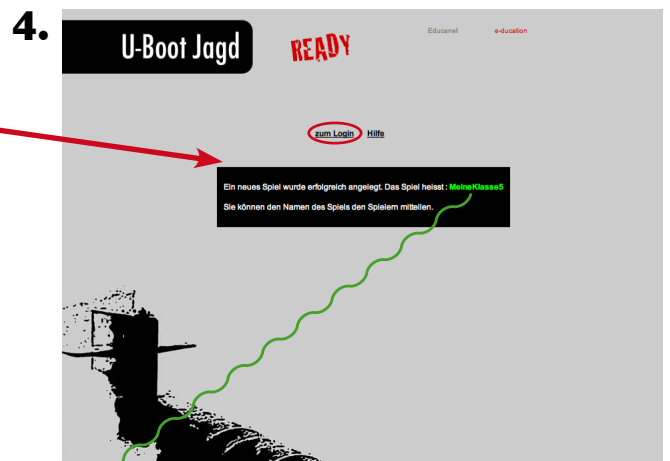 4.
U-Boot Jagd
READY
Educanet
e-ducation
zum Login Hilfe
Ein neues Spiel wurde erfolgreich angelegt. Das Spiel heisst : MeineKlasse5
Sie können den Namen des Spiels den Spielern mitteilen.